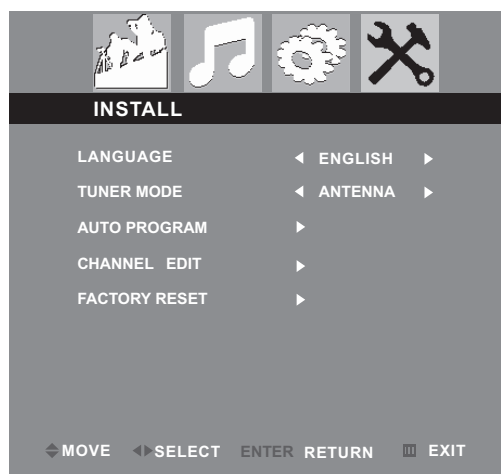 INSTALL
LANGUAGE ENGLISH
TUNER MODE ANTENNA
AUTO PROGRAM
CHANNEL EDIT
FACTORY RESET
MOVE SELECT ENTER RETURN EXIT